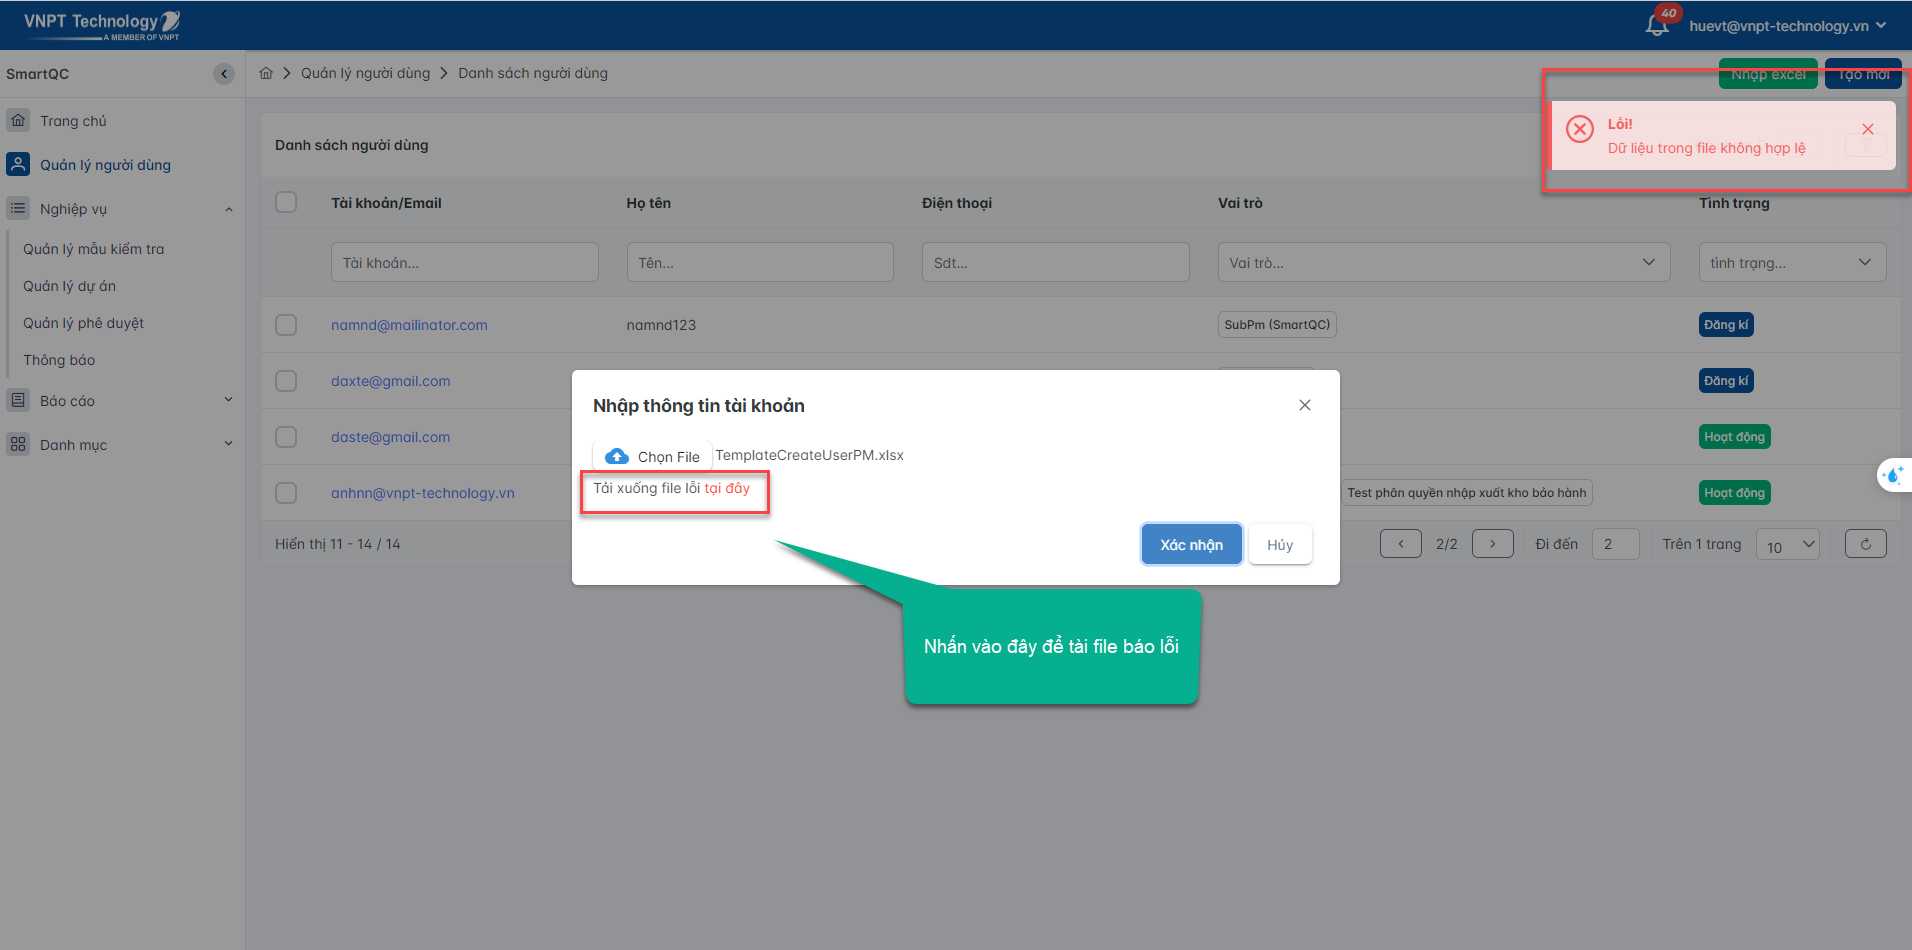 VNPT Technology
A MEMBER OF VNPT
40
huevt@vnpt-technology.vn
SmartQC
Quản lý người dùng
Danh sách người dùng
Nhập excel
Tạo mới
Trang chủ
Quản lý người dùng
Nghiệp vụ
Quản lý mẫu kiểm tra
Quản lý dự án
Quản lý phê duyệt
Thông báo
Báo cáo
Danh mục
Danh sách người dùng
Lỗi!
Dữ liệu trong file không hợp lệ
Tài khoản/Email
Họ tên
Điện thoại
Vai trò
Tình trạng
Tài khoản...
Tên...
Sdt...
Vai trò...
tình trạng...
namnd@mailinator.com
namnd123
SubPm (SmartQC)
Đăng kí
daxte@gmail.com
Đăng kí
daste@gmail.com
Hoạt động
anhnn@vnpt-technology.vn
Test phân quyền nhập xuất kho bảo hành
Hoạt động
Hiển thị 11 - 14 / 14
2/2
Đi đến
2
Trên 1 trang
10
Nhập thông tin tài khoản
Chọn File
TemplateCreateUserPM.xlsx
Tải xuống file lỗi tại đây
Xác nhận
Hủy
Nhấn vào đây để tài file báo lỗi